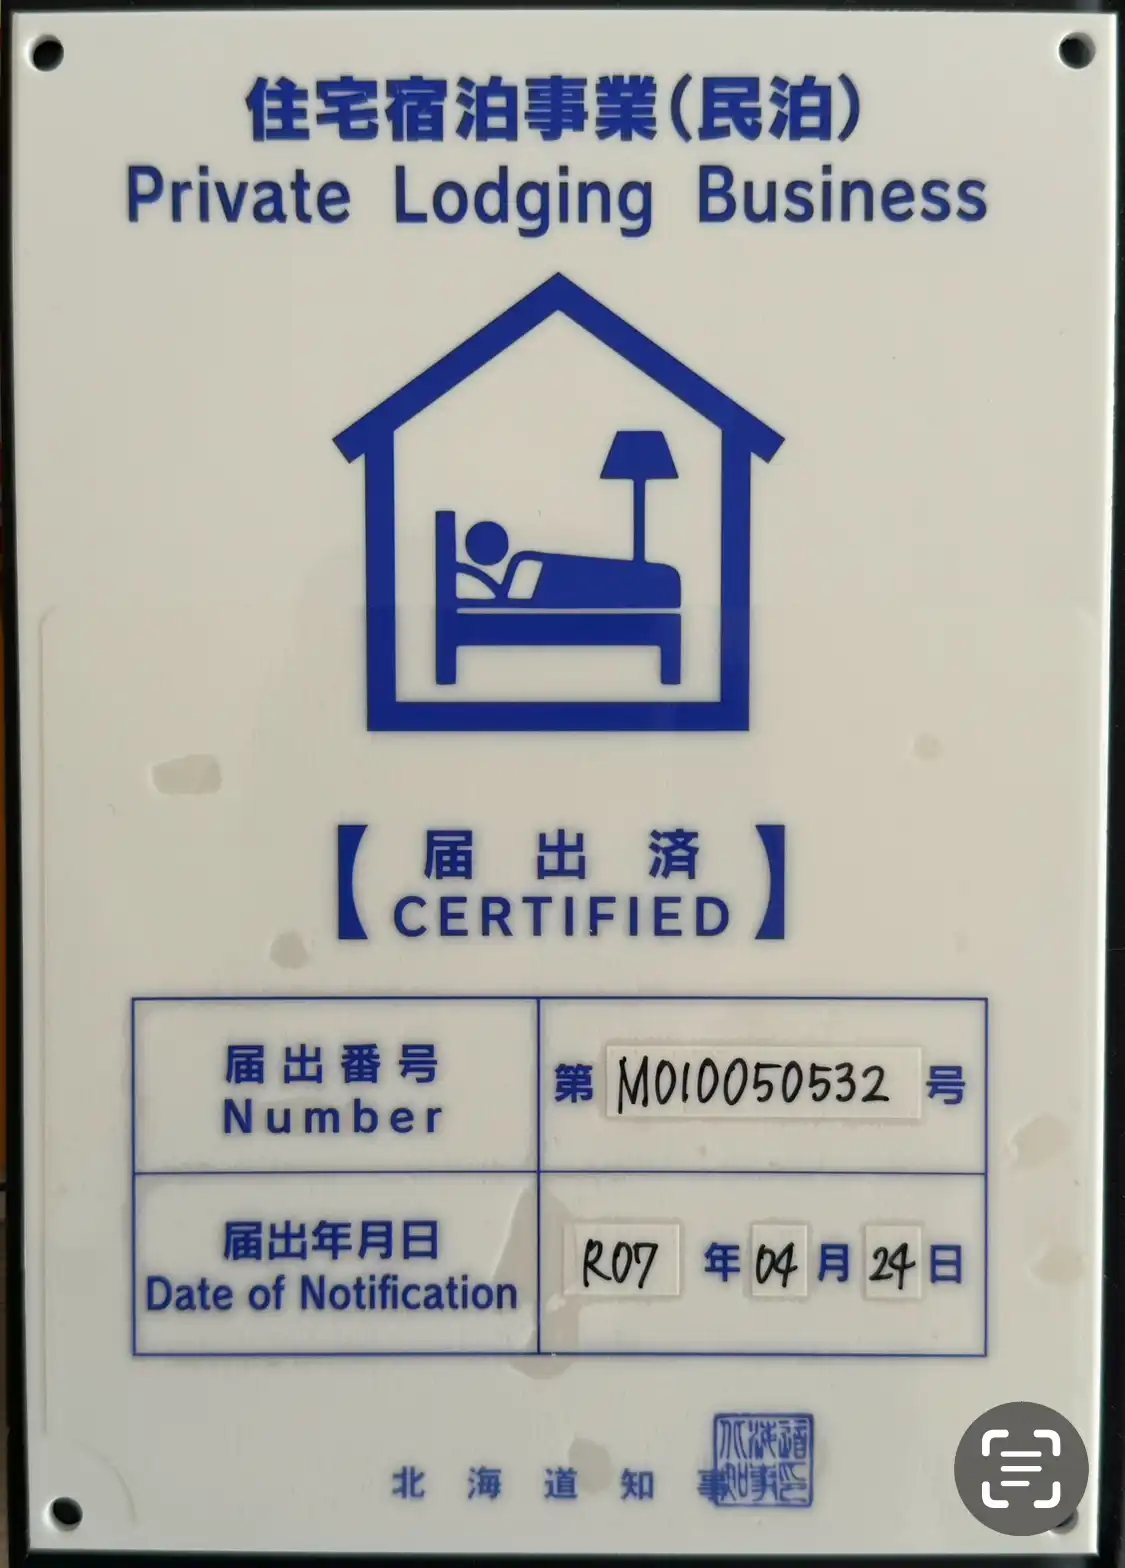 住宅宿泊事業(民泊)
Private Lodging Business
【届出済
CERTIFIED】
届出番号
Number
第 M010050532 号
届出年月日
Date of Notification
R07 年 04 月 24 日
北海道知事